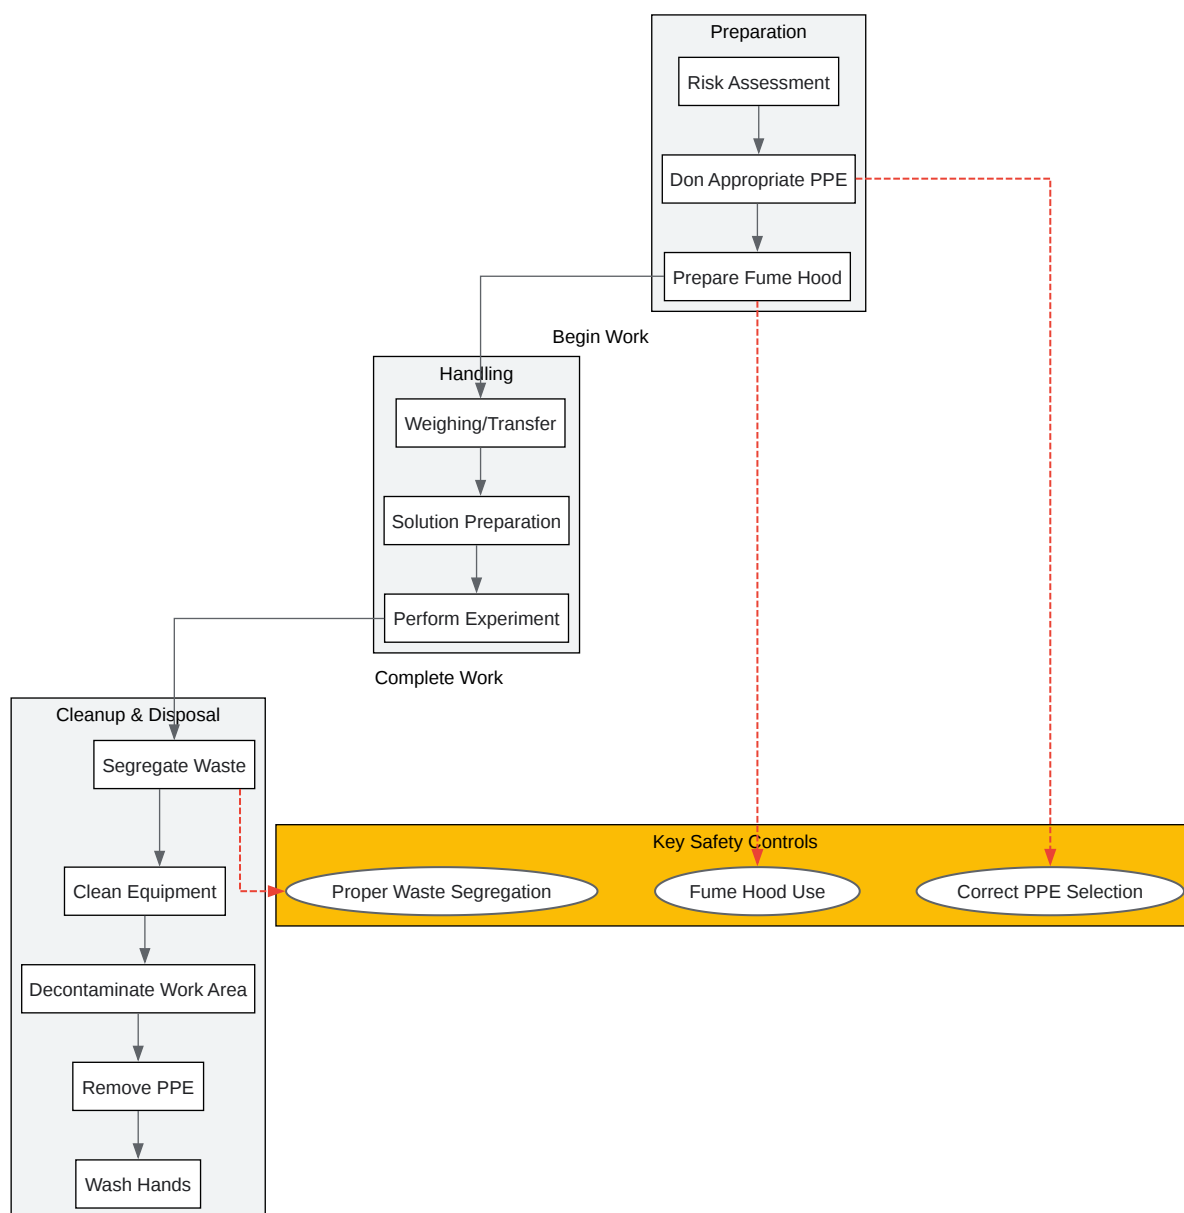 Preparation
Risk Assessment
Don Appropriate PPE
Prepare Fume Hood
Begin Work
Handling
Weighing/Transfer
Solution Preparation
Perform Experiment
Complete Work
Cleanup & Disposal
Segregate Waste
Clean Equipment
Decontaminate Work Area
Remove PPE
Wash Hands
Key Safety Controls
Proper Waste Segregation
Fume Hood Use
Correct PPE Selection